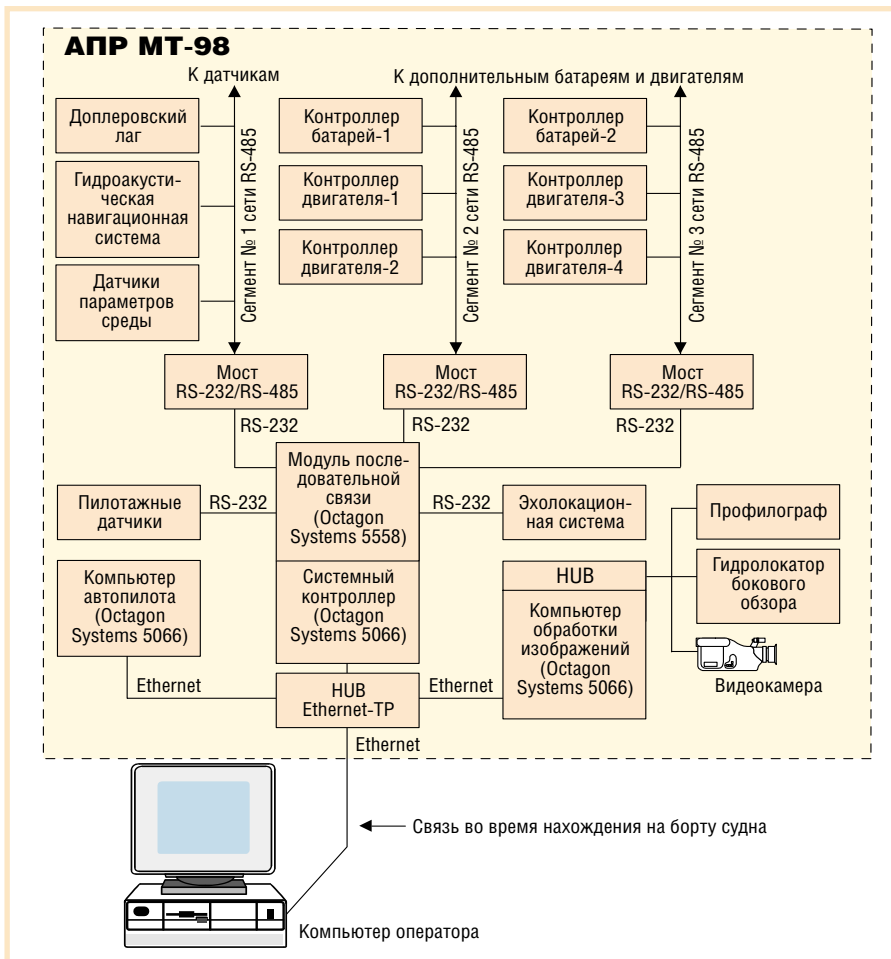 АПР МТ-98
К датчикам
К дополнительным батареям и двигателям
Доплеровский
лаг
Гидроакусти-
ческая
навигационная
система
Датчики
параметров
среды
Сегмент № 1 сети RS-485
Контроллер
батарей-1
Контроллер
двигателя-1
Контроллер
двигателя-2
Сегмент № 2 сети RS-485
Контроллер
батарей-2
Контроллер
двигателя-3
Контроллер
двигателя-4
Сегмент № 3 сети RS-485
Мост
RS-232/RS-485
Мост
RS-232/RS-485
Мост
RS-232/RS-485
RS-232
RS-232
RS-232
Модуль после-
довательной
связи
(Octagon
Systems 5558)
Пилотажные
датчики
RS-232
RS-232
Эхолокацион-
ная система
Профилограф
Компьютер
автопилота
(Octagon
Systems 5066)
Системный
контроллер
(Octagon
Systems 5066)
HUB
Компьютер
обработки
изображений
(Octagon
Systems 5066)
Гидролокатор
бокового
обзора
Видеокамера
Ethernet
HUB
Ethernet-TP
Ethernet
Ethernet
Связь во время нахождения на борту судна
Компьютер оператора